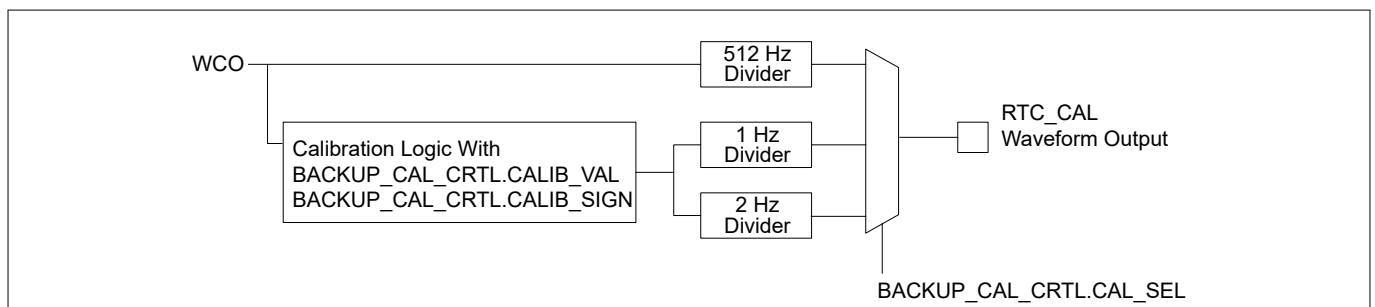 WCO
512 Hz
Divider
RTC_CAL
Waveform Output
Calibration Logic With
BACKUP_CAL_CRTL.CALIB_VAL
BACKUP_CAL_CRTL.CALIB_SIGN
1 Hz
Divider
2 Hz
Divider
BACKUP_CAL_CRTL.CAL_SEL